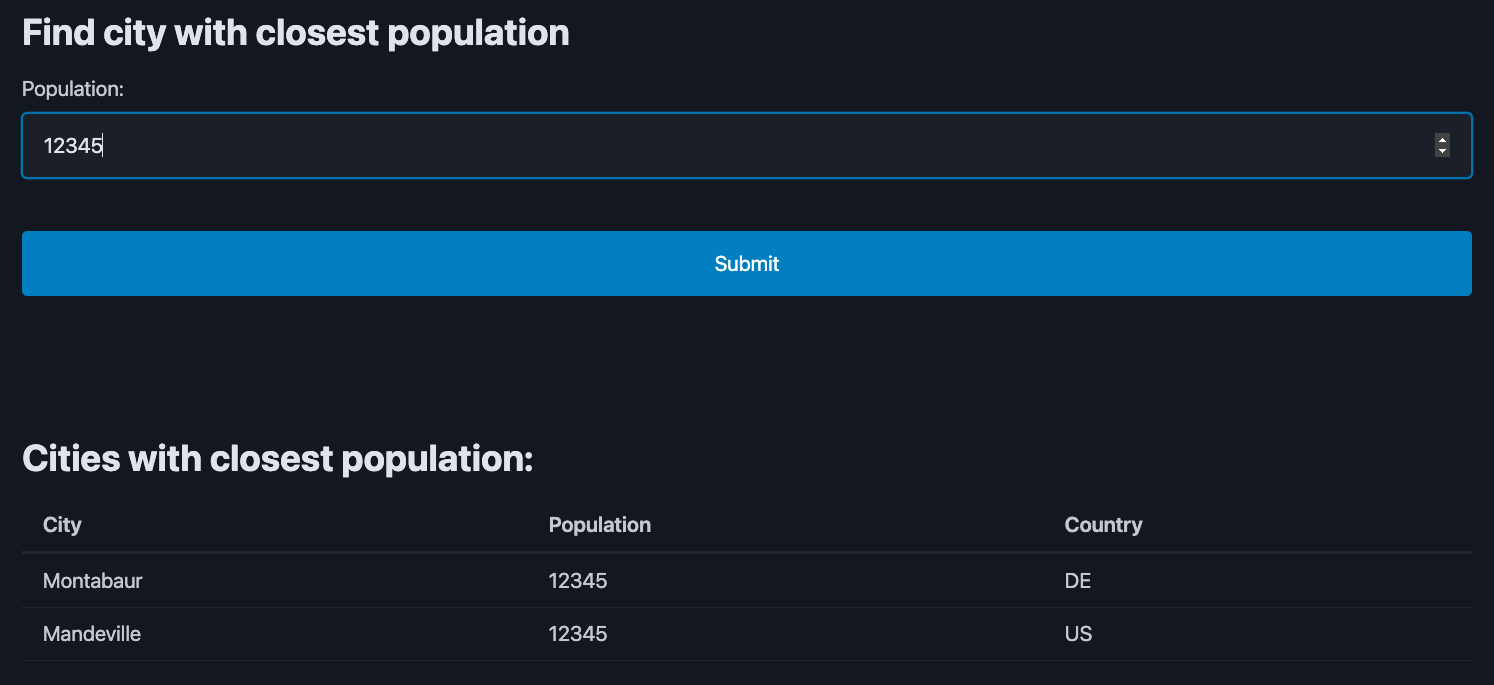 Find city with closest population
Population:
12345
Submit
Cities with closest population:
City Population Country
Montabaur 12345 DE
Mandeville 12345 US